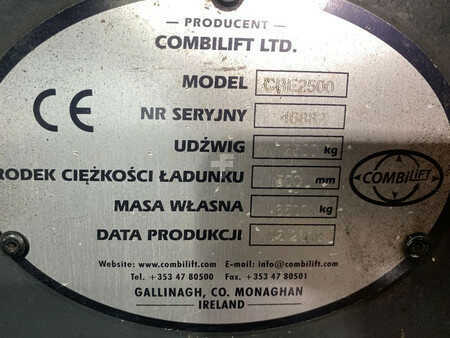 PRODUCENT
COMBILIFT LTD.
MODEL CBE2500
NR SERYJNY
UDŹWIG kg
RODEK CIĘŻKOŚCI ŁADUNKU mm
MASA WŁASNA kg
DATA PRODUKCJI
CE
COMBILIFT
Website: www.combilift.com e-Mail: info@combilift.com
Tel. +353 47 80500 Fax. +353 47 80501
GALLINAGH, CO. MONAGHAN
IRELAND